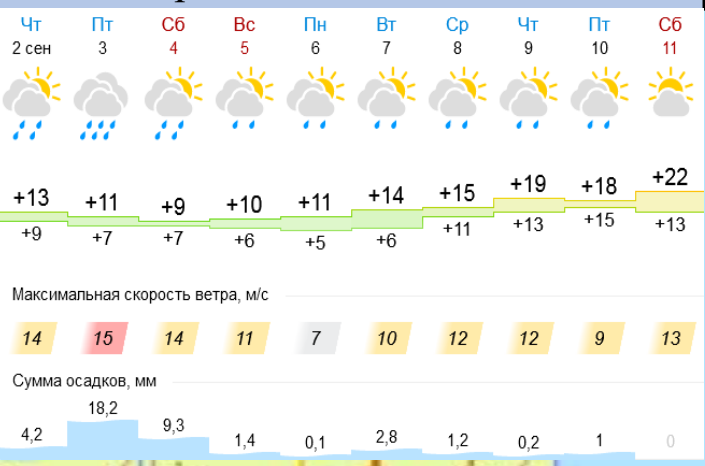 Чт Пт Сб Вс Пн Вт Ср Чт Пт Сб
2 сен 3 4 5 6 7 8 9 10 11
+13 +11 +9 +10 +11 +14 +15 +19 +18 +22
+9 +7 +7 +6 +5 +6 +11 +13 +15 +13
Максимальная скорость ветра, м/с
14 15 14 11 7 10 12 12 9 13
Сумма осадков, мм
4,2 18,2 9,3 1,4 0,1 2,8 1,2 0,2 1 0